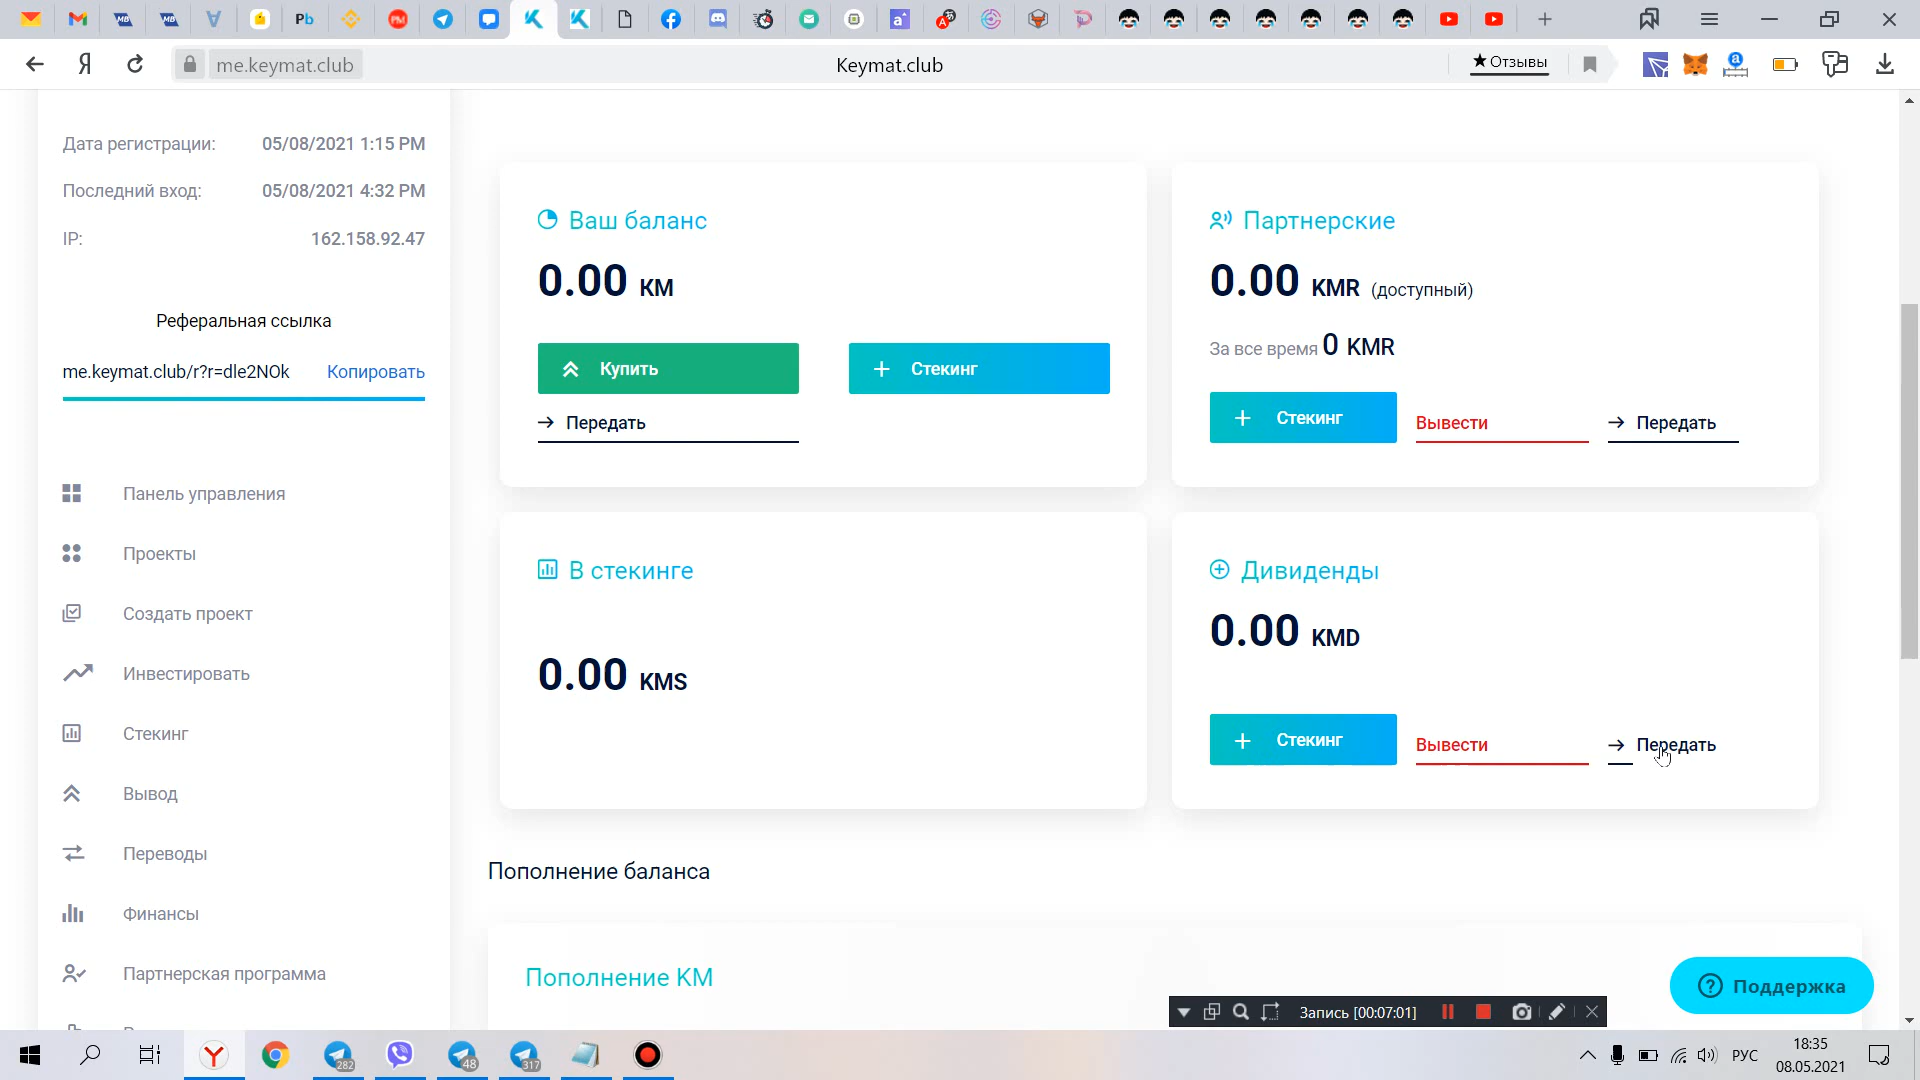 me.keymat.club
Keymat.club
★ Отзывы
Дата регистрации: 05/08/2021 1:15 PM
Последний вход: 05/08/2021 4:32 PM
IP: 162.158.92.47
Реферальная ссылка
me.keymat.club/r?r=dle2NOk Копировать
Панель управления
Проекты
Создать проект
Инвестировать
Стекинг
Вывод
Переводы
Финансы
Партнерская программа
Ваш баланс
0.00 KM
Купить
Стекинг
Передать
Партнерские
0.00 KMR (доступный)
За все время 0 KMR
Стекинг
Вывести
Передать
В стекинге
0.00 KMS
Дивиденды
0.00 KMD
Стекинг
Вывести
Передать
Пополнение баланса
Пополнение KM
Поддержка
Запись [00:07:01]
282
48
317
РУС
18:35
08.05.2021